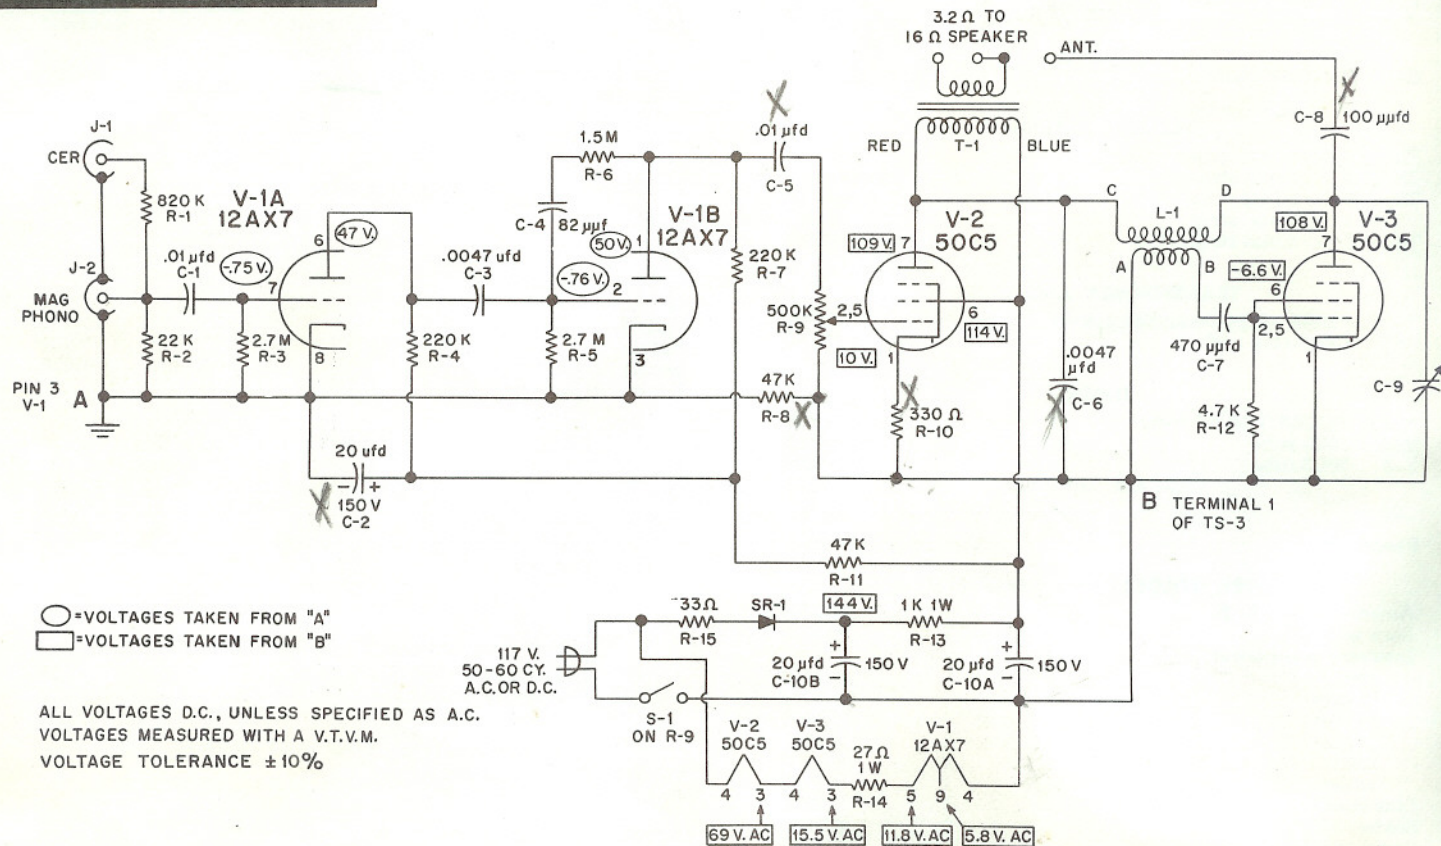 3.2 Ω TO
16 Ω SPEAKER
ANT.
C-8
100 μμfd
.01 μfd
C-5
J-1
CER
820 K
R-1
V-1A
12AX7
1.5 M
R-6
C-4
82 μμf
V-1B
12AX7
RED
T-1
BLUE
V-2
50C5
C
L-1
D
A
B
V-3
50C5
J-2
MAG
PHONO
.01 μfd
C-1
-.75 V.
7
6
47 V.
8
.0047 ufd
C-3
50V.
1
-.76 V.
2
3
220 K
R-7
500K
R-9
2,5
109 V.
7
10 V.
1
6
114 V.
108 V.
7
-6.6 V.
6
2,5
1
470 μμfd
C-7
22 K
R-2
2.7 M
R-3
220 K
R-4
2.7 M
R-5
47K
R-8
330 Ω
R-10
.0047
μfd
C-6
4.7 K
R-12
C-9
PIN 3
V-1
A
20 ufd
- +
150 V
C-2
B
TERMINAL 1
OF TS-3
47 K
R-11
○=VOLTAGES TAKEN FROM "A"
□=VOLTAGES TAKEN FROM "B"
33Ω
R-15
SR-1
144 V.
1 K 1W
R-13
117 V.
50-60 CY.
A.C. OR D.C.
+
20 μfd
C-10B
-
150 V
+
20 μfd
C-10A
-
150 V
S-1
ON R-9
ALL VOLTAGES D.C., UNLESS SPECIFIED AS A.C.
VOLTAGES MEASURED WITH A V.T.V.M.
VOLTAGE TOLERANCE ±10%
V-2
50C5
V-3
50C5
27Ω
1 W
R-14
V-1
12AX7
4 3 4 3 5 9 4
69 V. AC
15.5 V. AC
11.8 V. AC
5.8 V. AC